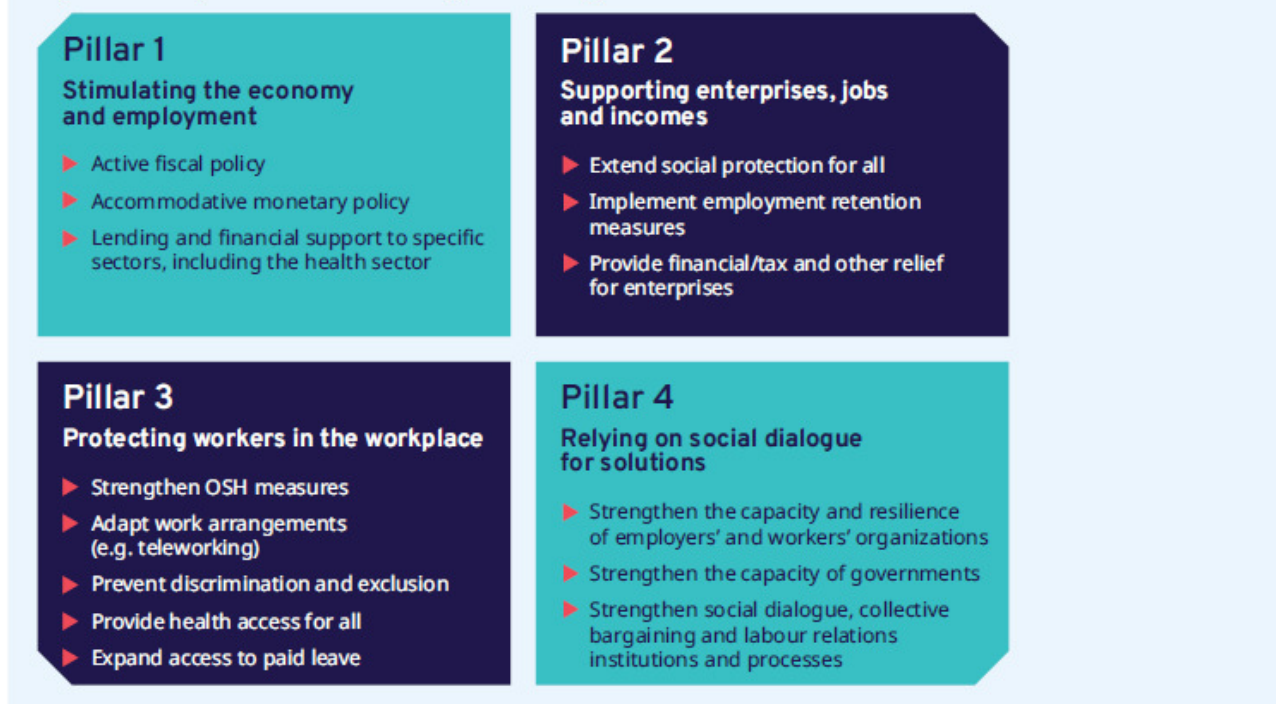 Pillar 1
Stimulating the economy
and employment
Active fiscal policy
Accommodative monetary policy
Lending and financial support to specific
sectors, including the health sector
Pillar 2
Supporting enterprises, jobs
and incomes
Extend social protection for all
Implement employment retention
measures
Provide financial/tax and other relief
for enterprises
Pillar 3
Protecting workers in the workplace
Strengthen OSH measures
Adapt work arrangements
(e.g. teleworking)
Prevent discrimination and exclusion
Provide health access for all
Expand access to paid leave
Pillar 4
Relying on social dialogue
for solutions
Strengthen the capacity and resilience
of employers’ and workers’ organizations
Strengthen the capacity of governments
Strengthen social dialogue, collective
bargaining and labour relations
institutions and processes